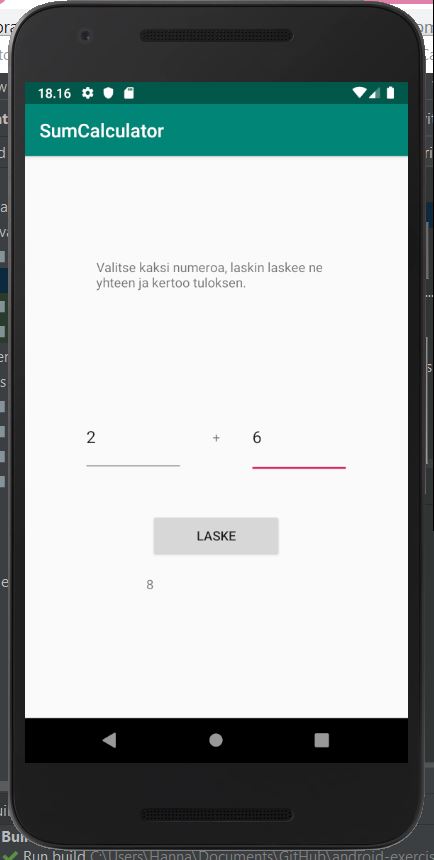 18.16
SumCalculator
Valitse kaksi numeroa, laskin laskee ne
yhteen ja kertoo tuloksen.
2 + 6
LASKE
8
Run build C:\Users\Hanna\Documents\GitHub\android-exercis